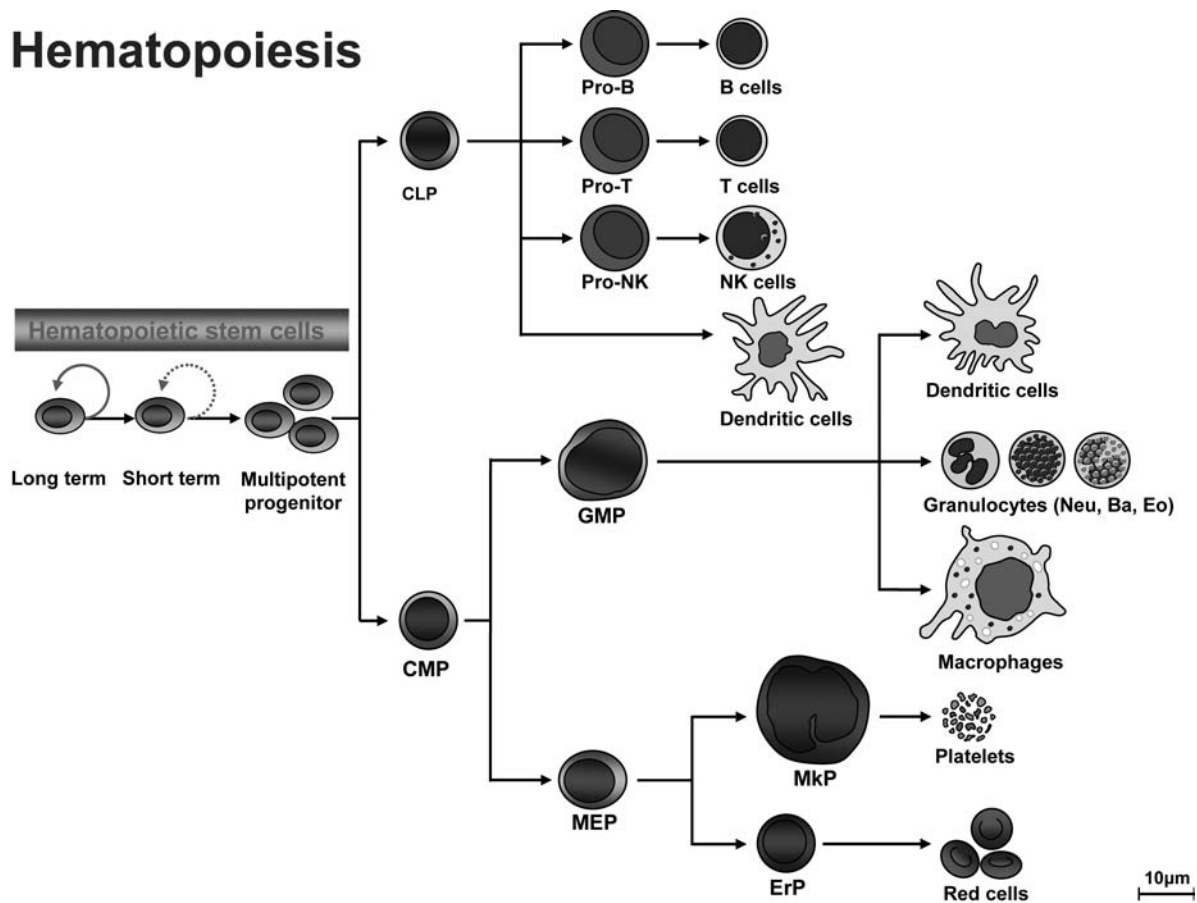 Hematopoiesis
Pro-B
B cells
CLP
Pro-T
T cells
Pro-NK
NK cells
Hematopoietic stem cells
Dendritic cells
Dendritic cells
Long term
Short term
Multipotent
progenitor
GMP
Granulocytes (Neu, Ba, Eo)
CMP
Macrophages
MkP
Platelets
MEP
ErP
Red cells
10µm